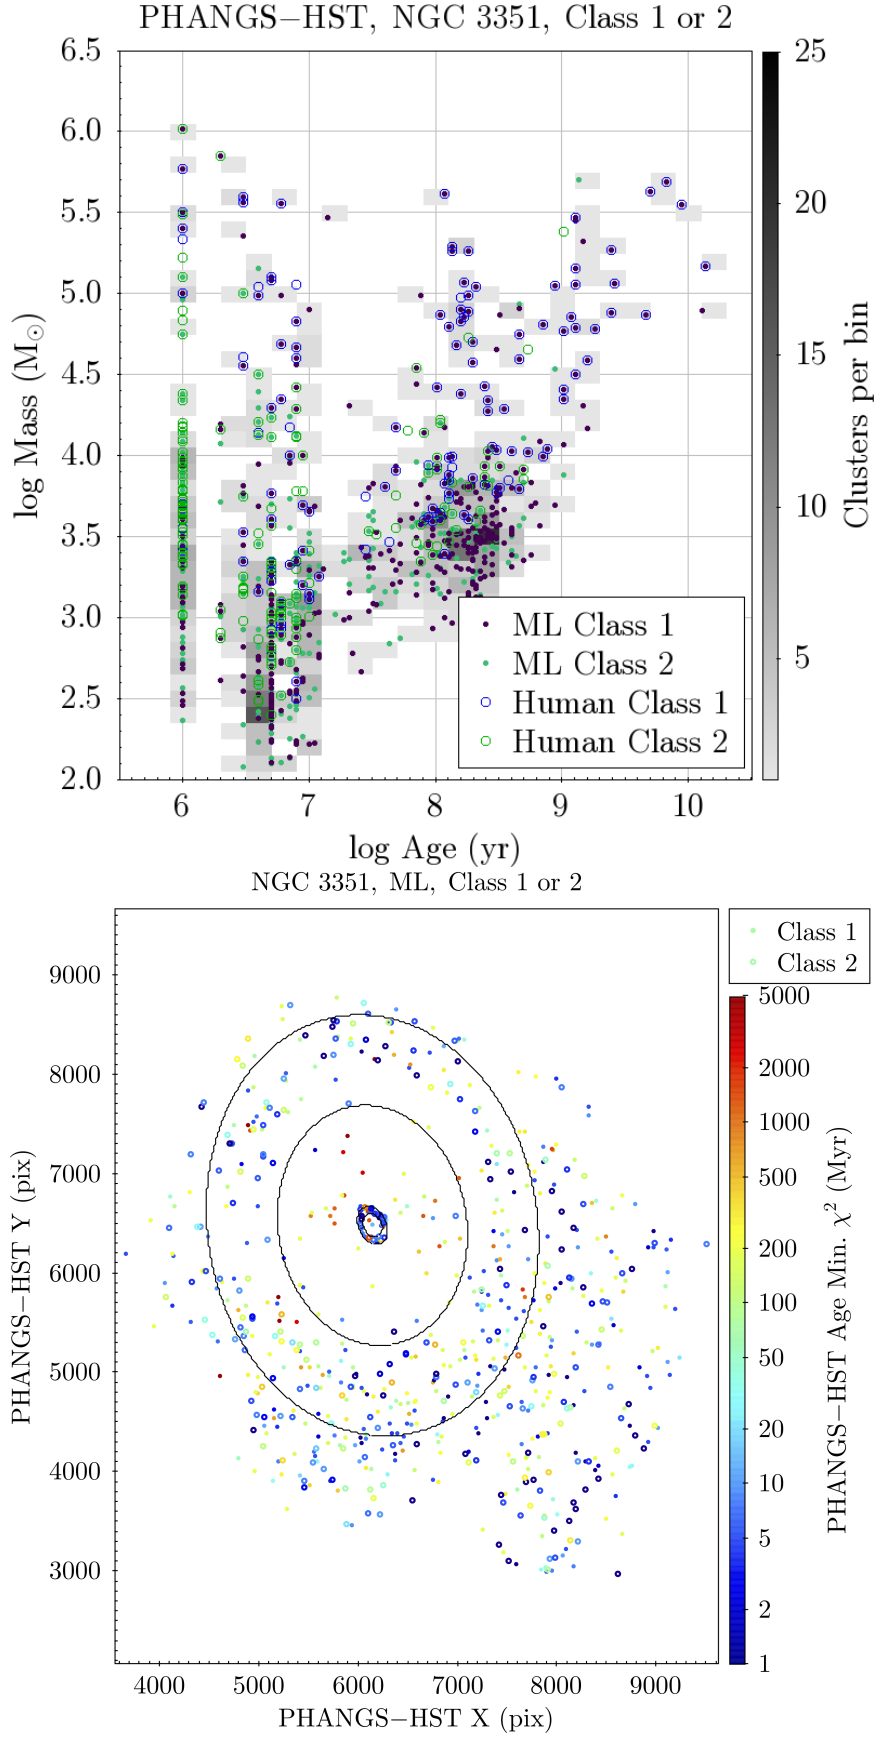 PHANGS−HST, NGC 3351, Class 1 or 2
6.5
6.0
5.5
5.0
4.5
4.0
3.5
3.0
2.5
2.0
log Mass (M⊙)
6 7 8 9 10
log Age (yr)
ML Class 1
ML Class 2
Human Class 1
Human Class 2
25
20
15
10
5
Clusters per bin
NGC 3351, ML, Class 1 or 2
9000
8000
7000
6000
5000
4000
3000
PHANGS−HST Y (pix)
4000 5000 6000 7000 8000 9000
PHANGS−HST X (pix)
Class 1
Class 2
5000
2000
1000
500
200
100
50
20
10
5
2
1
PHANGS−HST Age Min. χ² (Myr)